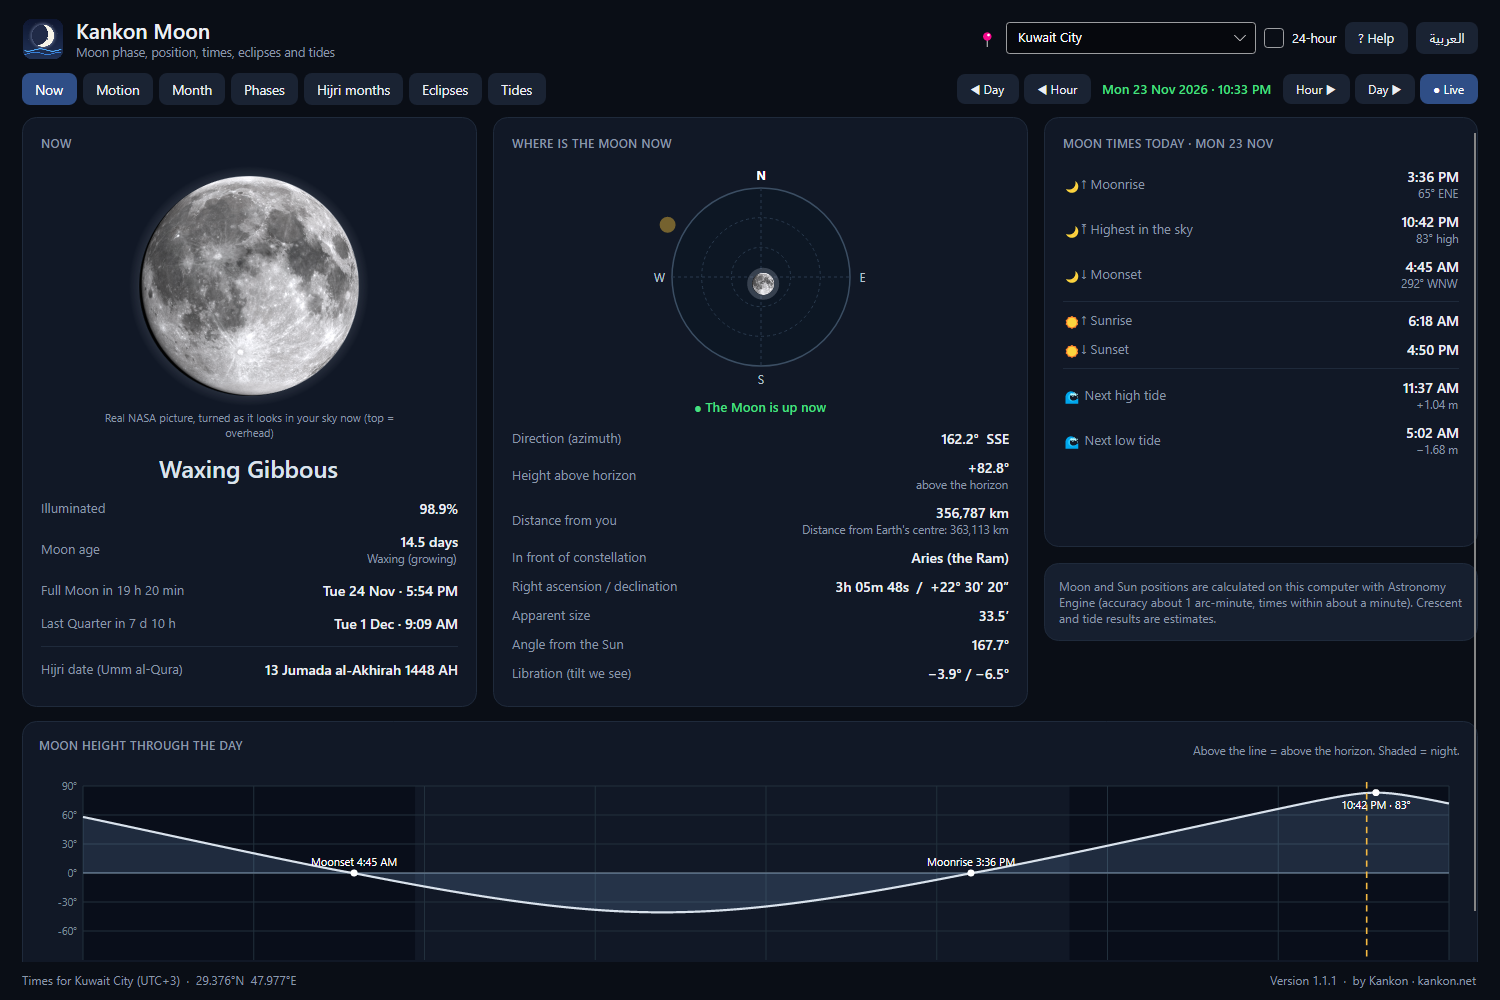 Kankon Moon
Moon phase, position, times, eclipses and tides
Kuwait City
24-hour
? Help
العربية
Now
Motion
Month
Phases
Hijri months
Eclipses
Tides
◀ Day
◀ Hour
Mon 23 Nov 2026 · 10:33 PM
Hour ▶
Day ▶
● Live
NOW
Real NASA picture, turned as it looks in your sky now (top =
overhead)
Waxing Gibbous
Illuminated 98.9%
Moon age 14.5 days
Waxing (growing)
Full Moon in 19 h 20 min Tue 24 Nov · 5:54 PM
Last Quarter in 7 d 10 h Tue 1 Dec · 9:09 AM
Hijri date (Umm al-Qura) 13 Jumada al-Akhirah 1448 AH
WHERE IS THE MOON NOW
N
W
E
S
● The Moon is up now
Direction (azimuth) 162.2° SSE
Height above horizon +82.8°
above the horizon
Distance from you 356,787 km
Distance from Earth's centre: 363,113 km
In front of constellation Aries (the Ram)
Right ascension / declination 3h 05m 48s / +22° 30′ 20″
Apparent size 33.5′
Angle from the Sun 167.7°
Libration (tilt we see) −3.9° / −6.5°
MOON TIMES TODAY · MON 23 NOV
↑ Moonrise 3:36 PM
65° ENE
⤒ Highest in the sky 10:42 PM
83° high
↓ Moonset 4:45 AM
292° WNW
↑ Sunrise 6:18 AM
↓ Sunset 4:50 PM
Next high tide 11:37 AM
+1.04 m
Next low tide 5:02 AM
−1.68 m
Moon and Sun positions are calculated on this computer with Astronomy
Engine (accuracy about 1 arc-minute, times within about a minute). Crescent
and tide results are estimates.
MOON HEIGHT THROUGH THE DAY
Above the line = above the horizon. Shaded = night.
90°
60°
30°
0°
-30°
-60°
Moonset 4:45 AM
Moonrise 3:36 PM
10:42 PM · 83°
Times for Kuwait City (UTC+3) · 29.376°N 47.977°E
Version 1.1.1 · by Kankon · kankon.net